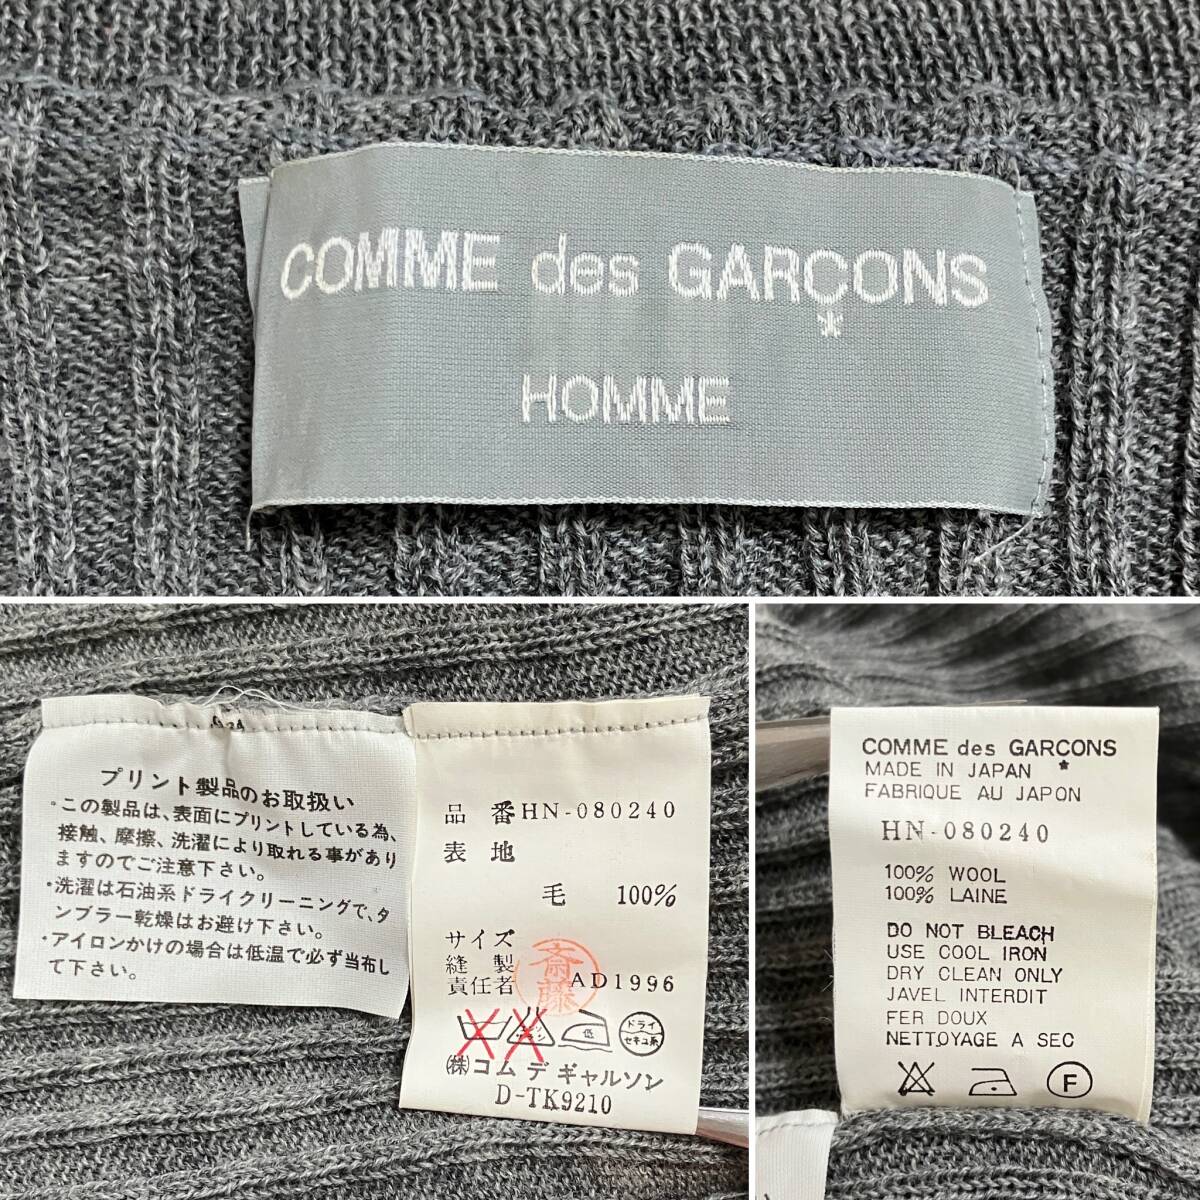 COMME des GARÇONS
*
HOMME
プリント製品のお取扱い
・この製品は、表面にプリントしている為、
接触、摩擦、洗濯により取れる事があり
ますのでご注意下さい。
・洗濯は石油系ドライクリーニングで、タ
ンブラー乾燥はお避け下さい。
・アイロンかけの場合は低温で必ず当布し
て下さい。
品 番 HN-080240
表 地
毛 100%
サイズ
縫 製
責任者 AD1996
斎藤
低
ドライ
セキユ系
(株)コム デ ギャルソン
D-TK9210
COMME des GARCONS
MADE IN JAPAN *
FABRIQUE AU JAPON
HN-080240
100% WOOL
100% LAINE
DO NOT BLEACH
USE COOL IRON
DRY CLEAN ONLY
JAVEL INTERDIT
FER DOUX
NETTOYAGE A SEC
F